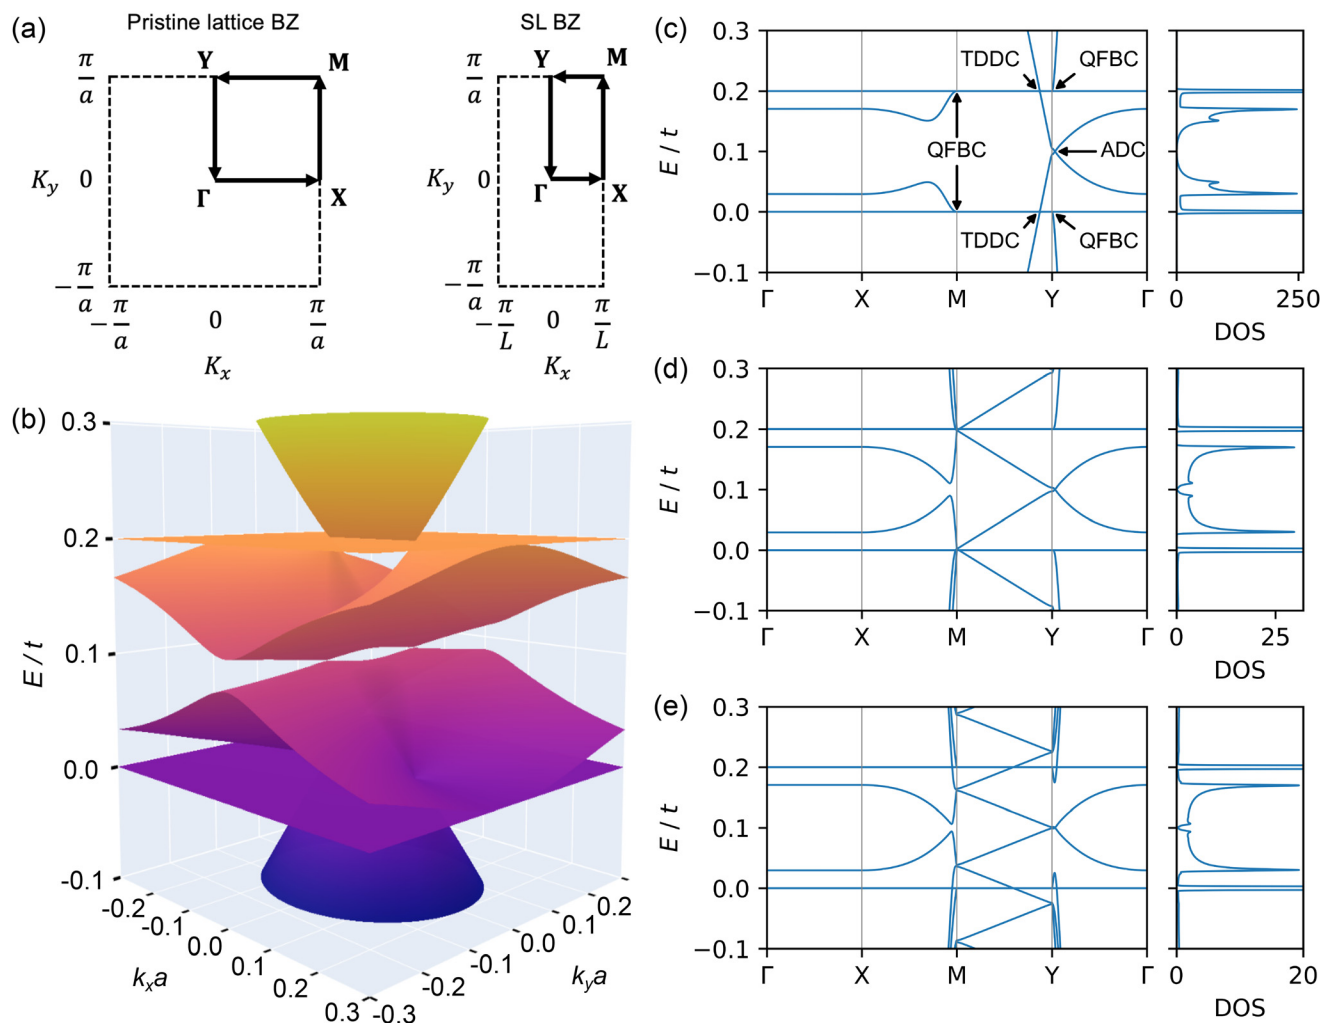 (a)
Pristine lattice BZ
SL BZ
π/a
Y
M
K_y
0
Γ
X
−π/a
−π/a
0
π/a
K_x
π/a
Y
M
K_y
0
Γ
X
−π/a
−π/L
0
π/L
K_x
(b)
0.3
0.2
0.1
0.0
-0.1
E / t
-0.2
-0.1
0.0
0.1
0.2
0.3
k_x a
-0.3
-0.2
-0.1
0.0
0.1
0.2
k_y a
(c)
0.3
0.2
0.1
0.0
−0.1
E / t
TDDC
QFBC
QFBC
ADC
TDDC
QFBC
Γ
X
M
Y
Γ
0
250
DOS
(d)
0.3
0.2
0.1
0.0
−0.1
E / t
Γ
X
M
Y
Γ
0
25
DOS
(e)
0.3
0.2
0.1
0.0
−0.1
E / t
Γ
X
M
Y
Γ
0
20
DOS